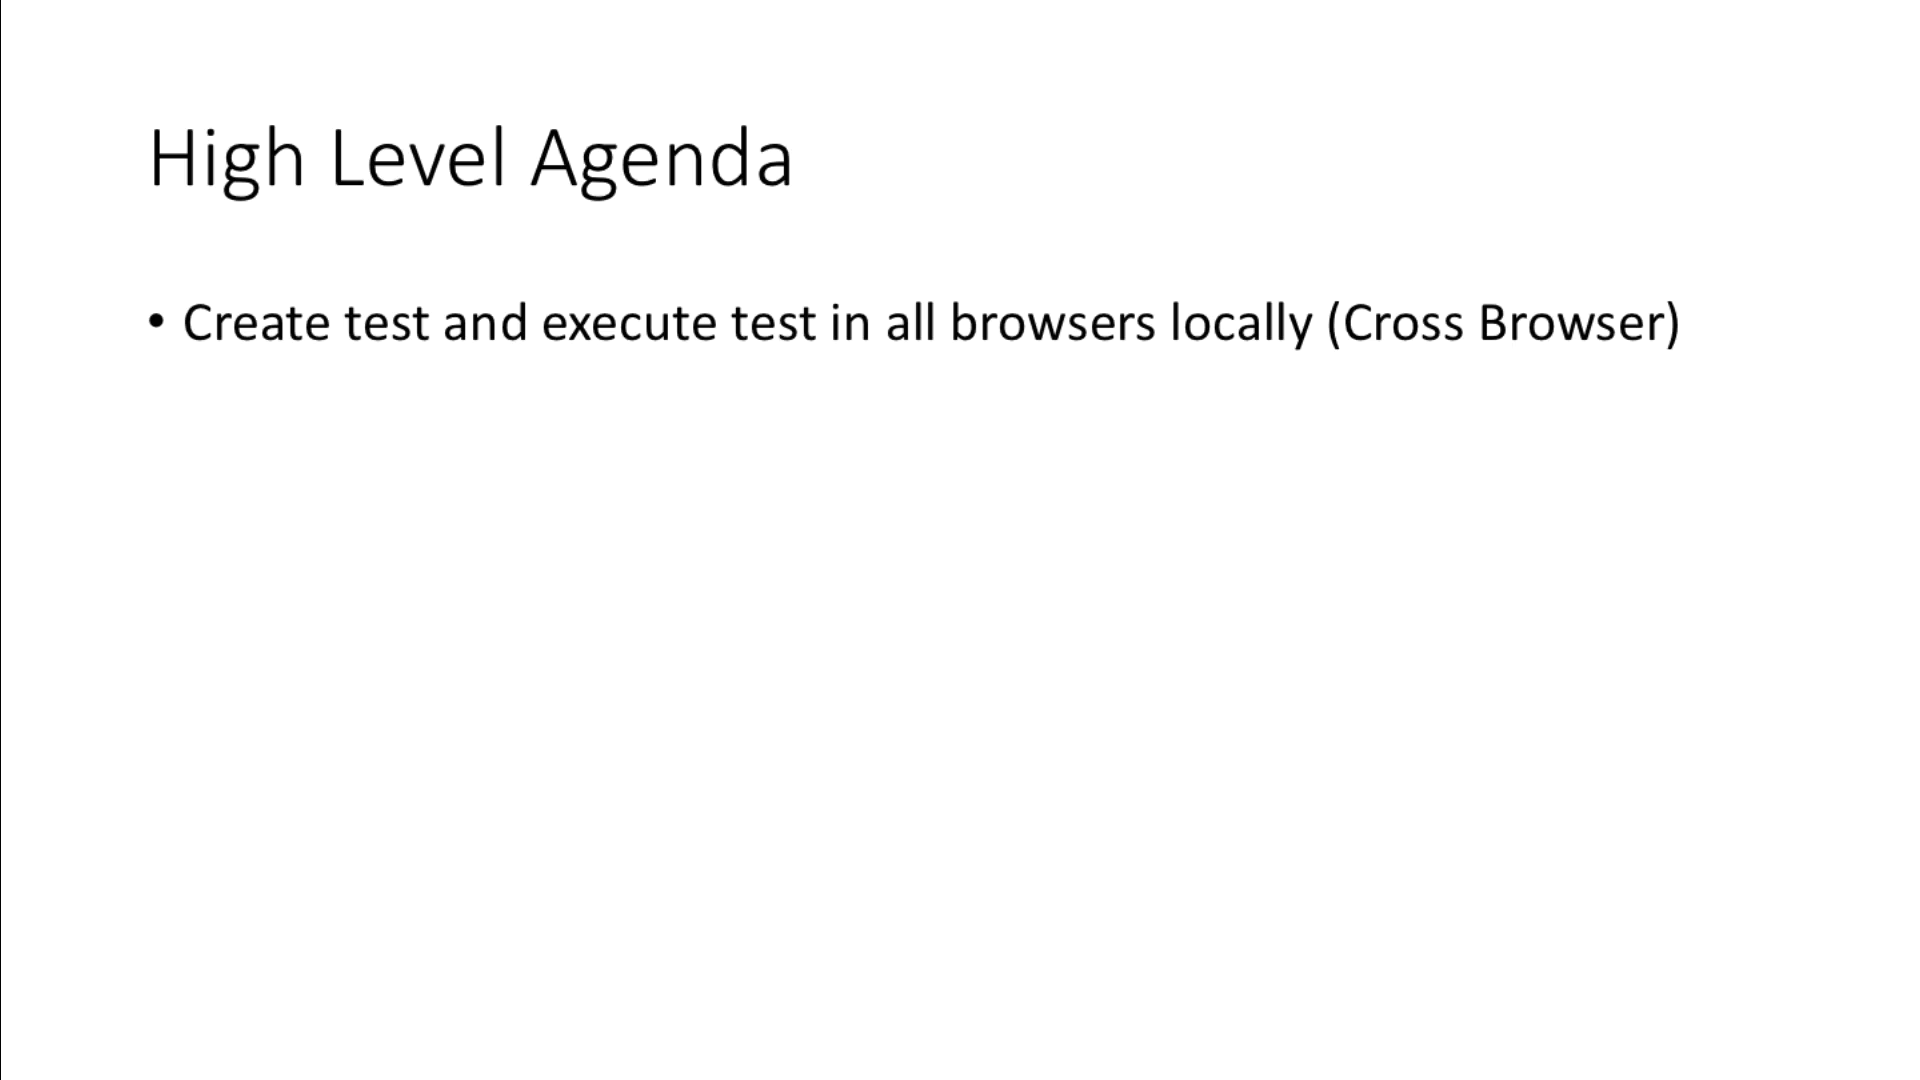 High Level Agenda
• Create test and execute test in all browsers locally (Cross Browser)